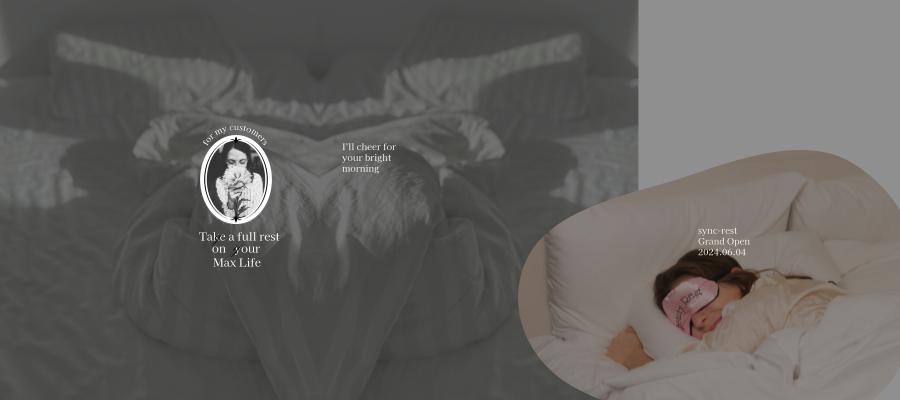 for my customers
Take a full rest
on your
Max Life
I'll cheer for
your bright
morning
sync-rest
Grand Open
2024.06.04